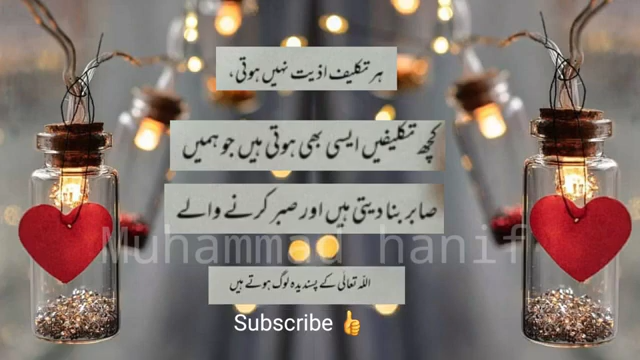 ہر تکلیف اذیت نہیں ہوتی،
کچھ تکلیفیں ایسی بھی ہوتی ہیں جو ہمیں
صابر بنا دیتی ہیں اور صبر کرنے والے
Muhammad hanif
اللہ تعالٰی کے پسندیدہ لوگ ہوتے ہیں
Subscribe 👍